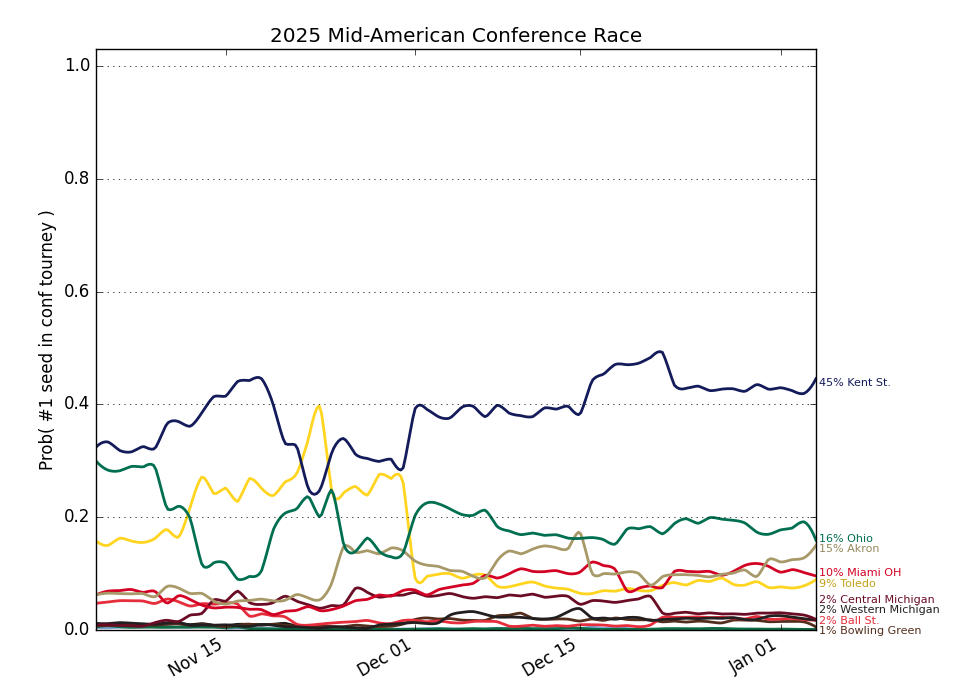 2025 Mid-American Conference Race
Prob( #1 seed in conf tourney )
1.0
0.8
0.6
0.4
0.2
0.0
Nov 15
Dec 01
Dec 15
Jan 01
45% Kent St.
16% Ohio
15% Akron
10% Miami OH
9% Toledo
2% Central Michigan
2% Western Michigan
2% Ball St.
1% Bowling Green